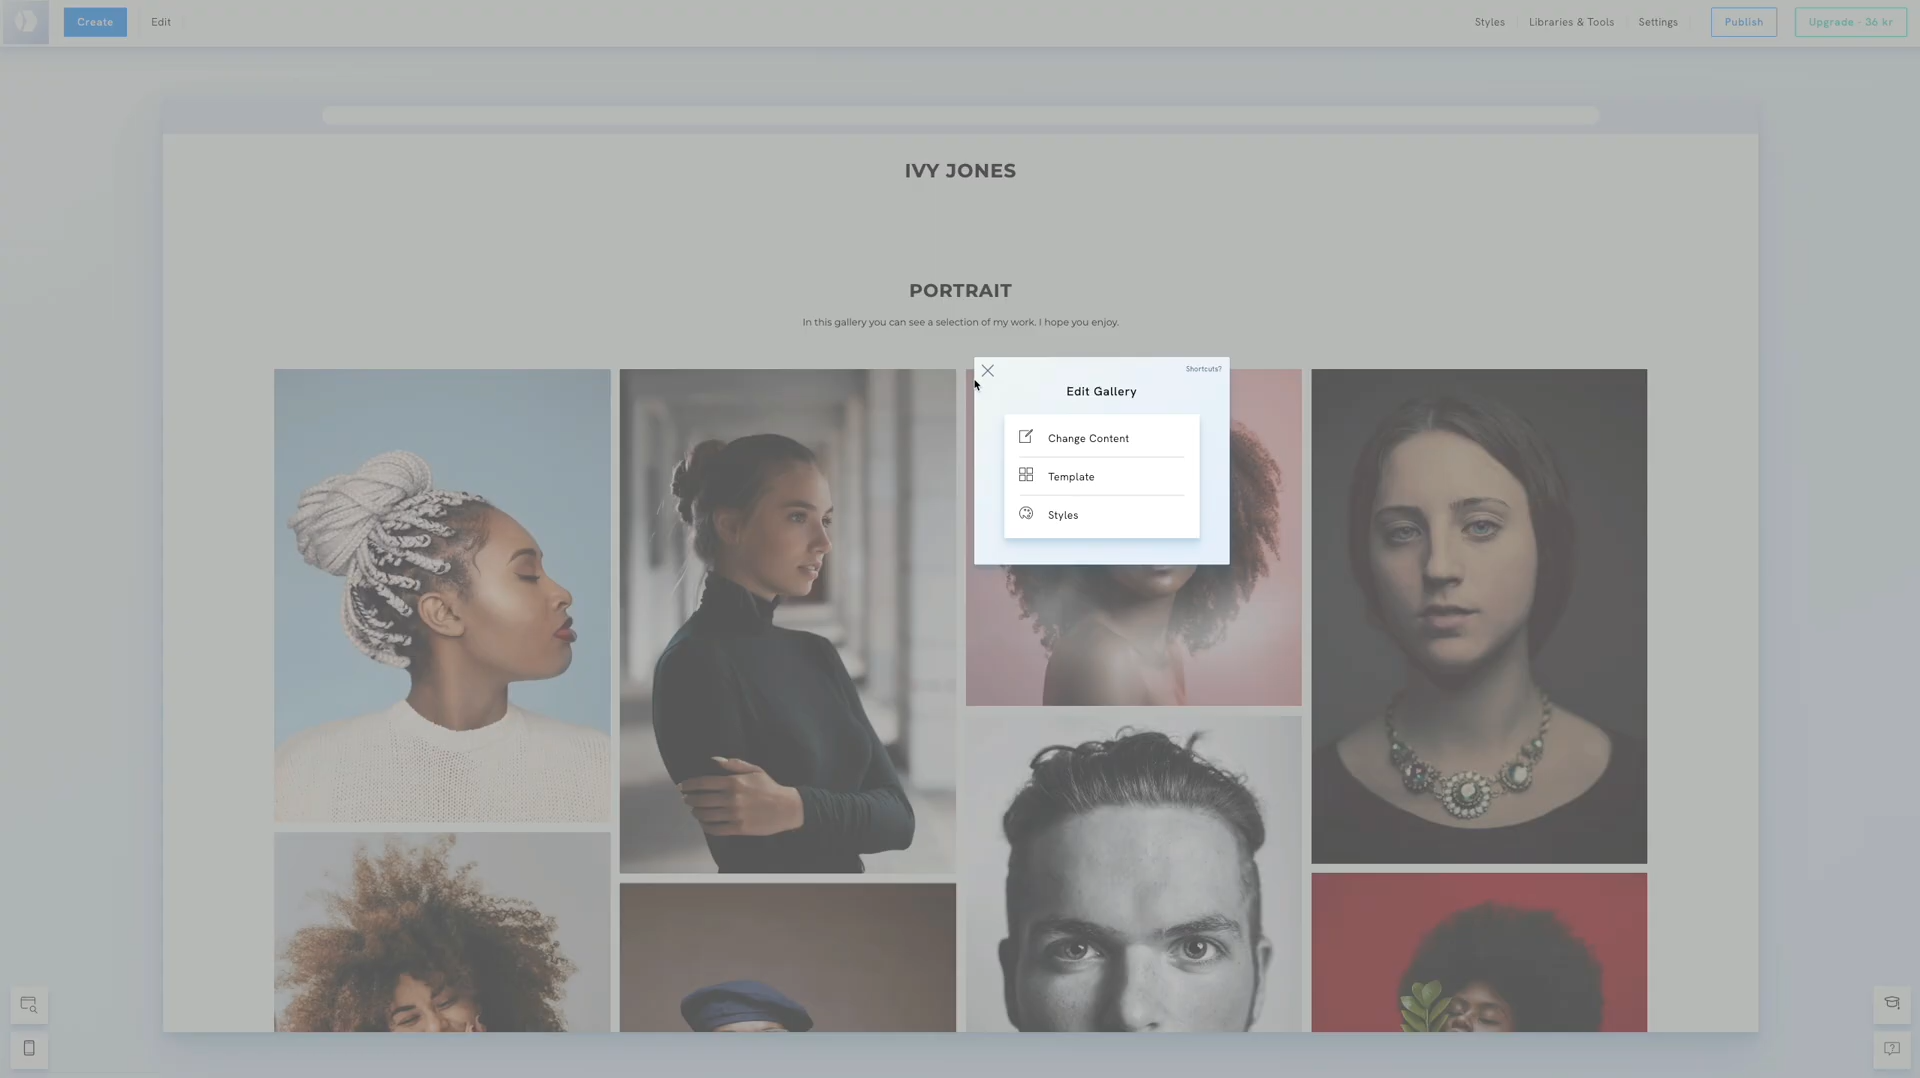 Create
Edit
Styles
Libraries & Tools
Settings
Publish
Upgrade - 36 kr
IVY JONES
PORTRAIT
In this gallery you can see a selection of my work. I hope you enjoy.
Shortcuts?
Edit Gallery
Change Content
Template
Styles